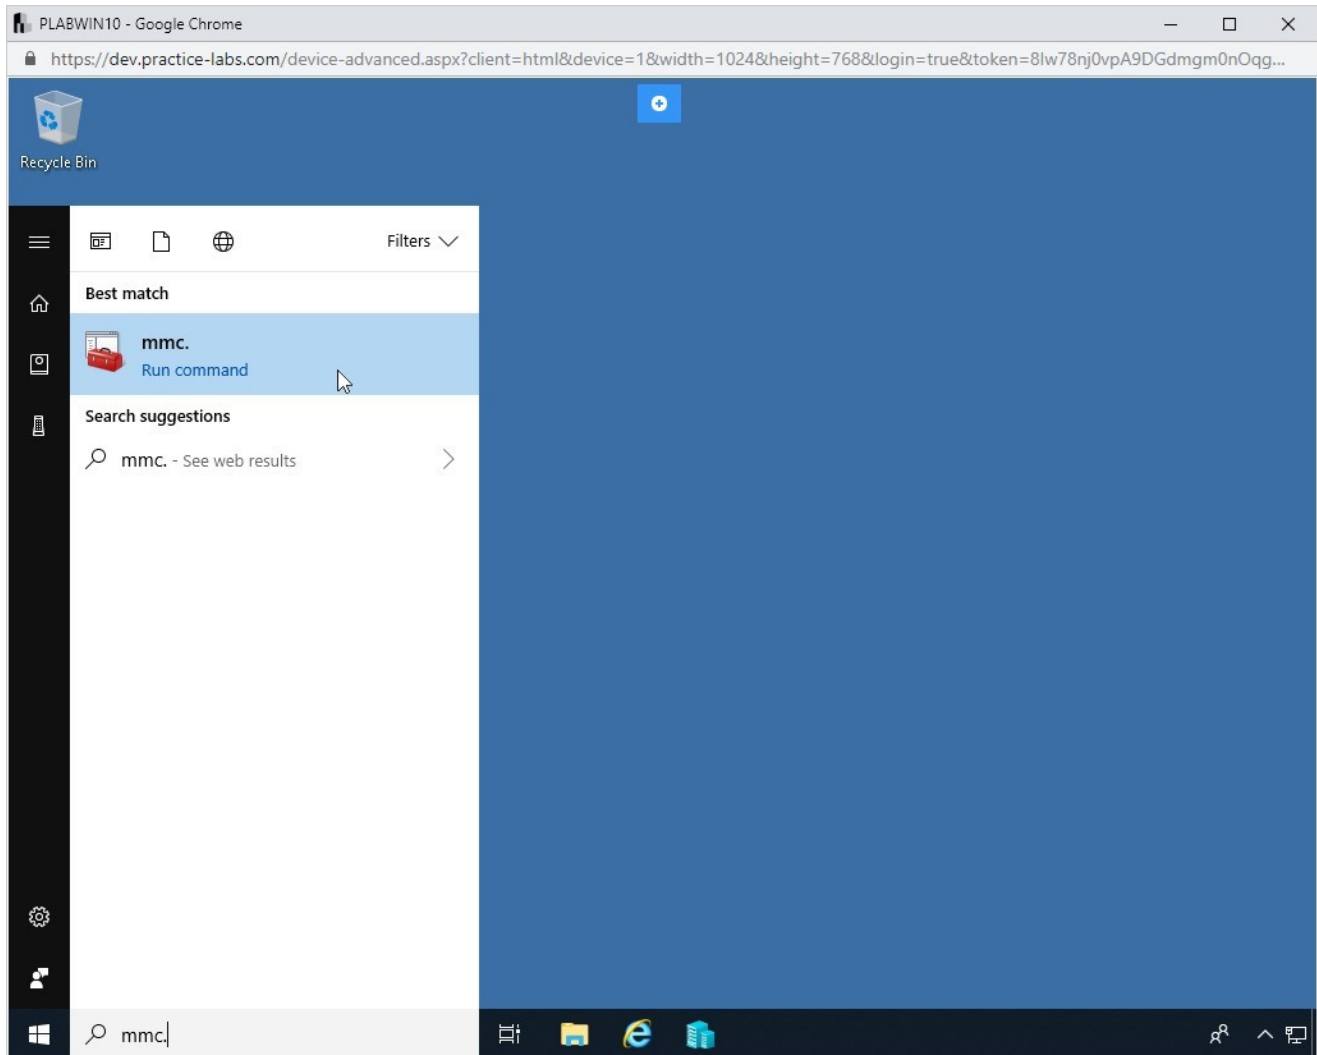 PLABWIN10 - Google Chrome
https://dev.practice-labs.com/device-advanced.aspx?client=html&device=1&width=1024&height=768&login=true&token=8lw78nj0vpA9DGdmgm0nOqg...
Recycle Bin
Filters
Best match
mmc.
Run command
Search suggestions
mmc. - See web results
mmc.